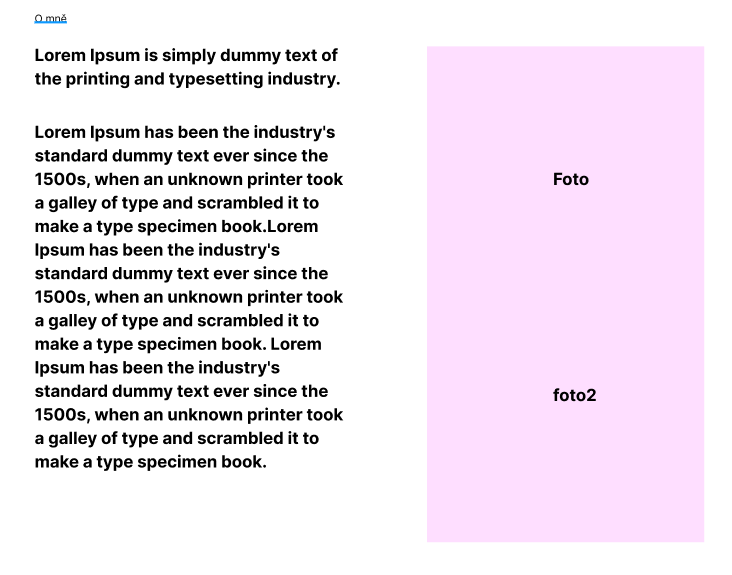 O mně
Lorem Ipsum is simply dummy text of
the printing and typesetting industry.
Lorem Ipsum has been the industry's
standard dummy text ever since the
1500s, when an unknown printer took
a galley of type and scrambled it to
make a type specimen book.Lorem
Ipsum has been the industry's
standard dummy text ever since the
1500s, when an unknown printer took
a galley of type and scrambled it to
make a type specimen book. Lorem
Ipsum has been the industry's
standard dummy text ever since the
1500s, when an unknown printer took
a galley of type and scrambled it to
make a type specimen book.
Foto
foto2